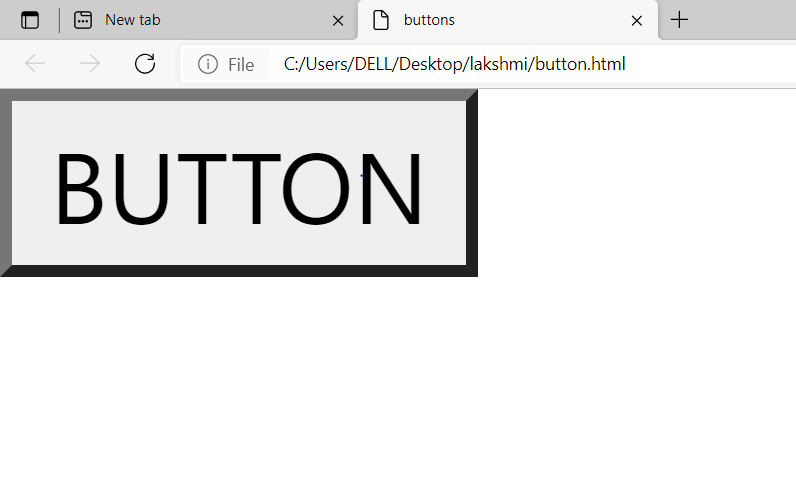 New tab
buttons
File C:/Users/DELL/Desktop/lakshmi/button.html
BUTTON